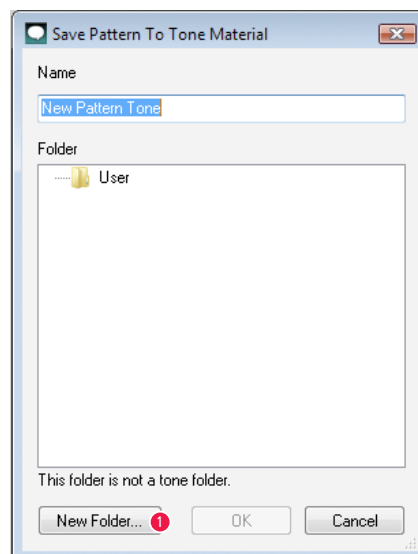 Save Pattern To Tone Material
Name
New Pattern Tone
Folder
User
This folder is not a tone folder.
New Folder... 1 OK Cancel